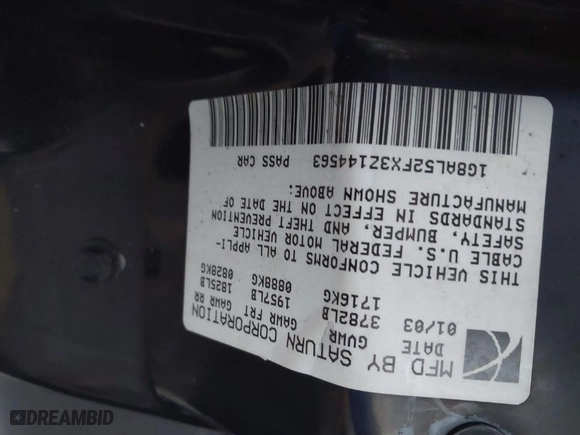 MFD BY SATURN CORPORATION
DATE GVWR GAWR FRT GAWR RR
01/03 3782LB 1957LB 1825LB
1716KG 0888KG 0828KG
THIS VEHICLE CONFORMS TO ALL APPLI-
CABLE U.S. FEDERAL MOTOR VEHICLE
SAFETY, BUMPER, AND THEFT PREVENTION
STANDARDS IN EFFECT ON THE DATE OF
MANUFACTURE SHOWN ABOVE:
1G8AL52FX3Z144563 PASS CAR
DREAMBID